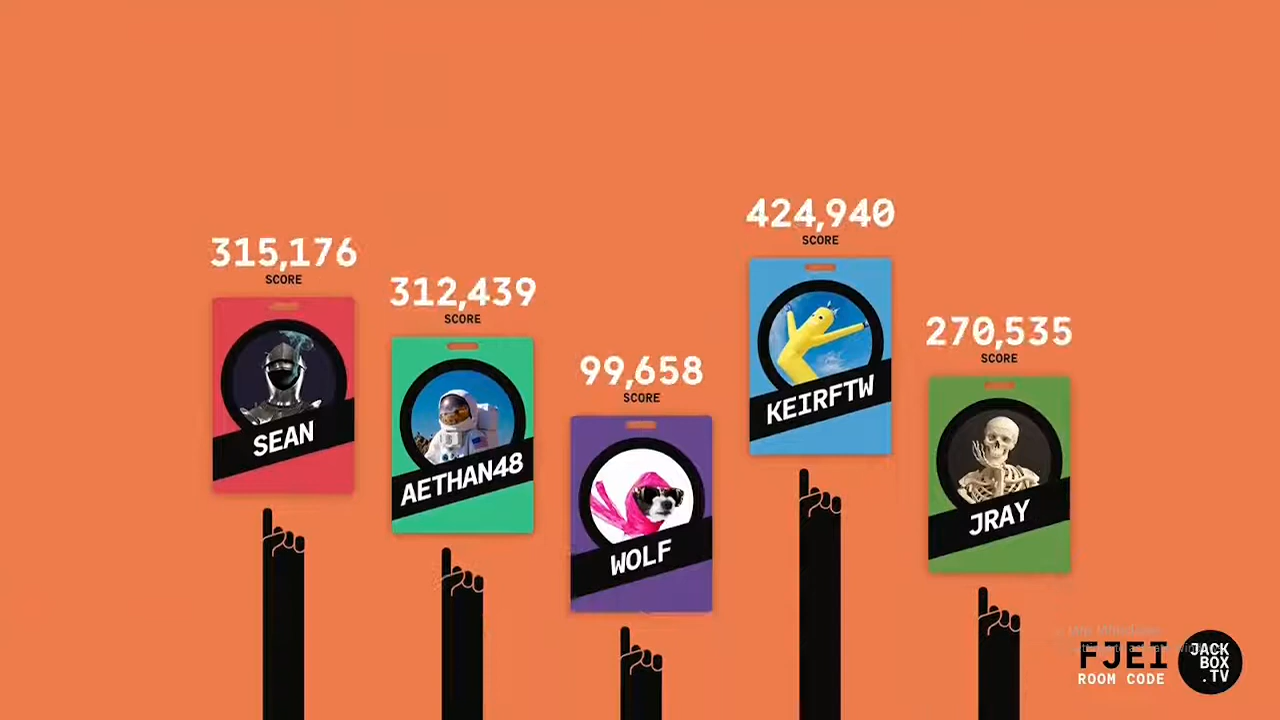 424,940
SCORE
315,176
SCORE
312,439
SCORE
270,535
SCORE
99,658
SCORE
KEIRFTW
SEAN
AETHAN48
JRAY
WOLF
FJEI
ROOM CODE
JACK
BOX
.TV